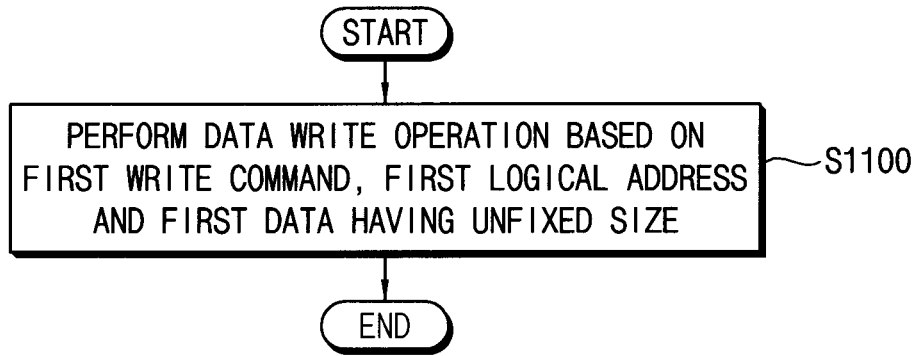 START
PERFORM DATA WRITE OPERATION BASED ON
FIRST WRITE COMMAND, FIRST LOGICAL ADDRESS
AND FIRST DATA HAVING UNFIXED SIZE
S1100
END